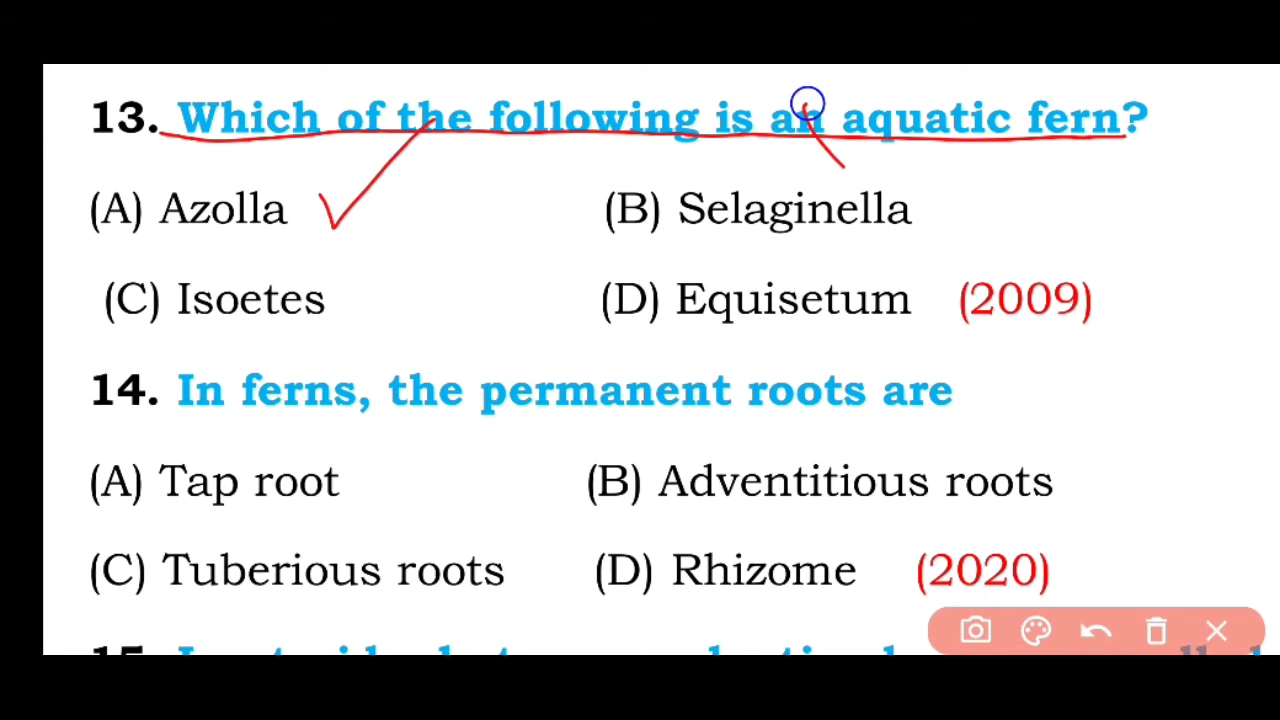 13. Which of the following is an aquatic fern?
(A) Azolla (B) Selaginella
(C) Isoetes (D) Equisetum (2009)
14. In ferns, the permanent roots are
(A) Tap root (B) Adventitious roots
(C) Tuberious roots (D) Rhizome (2020)